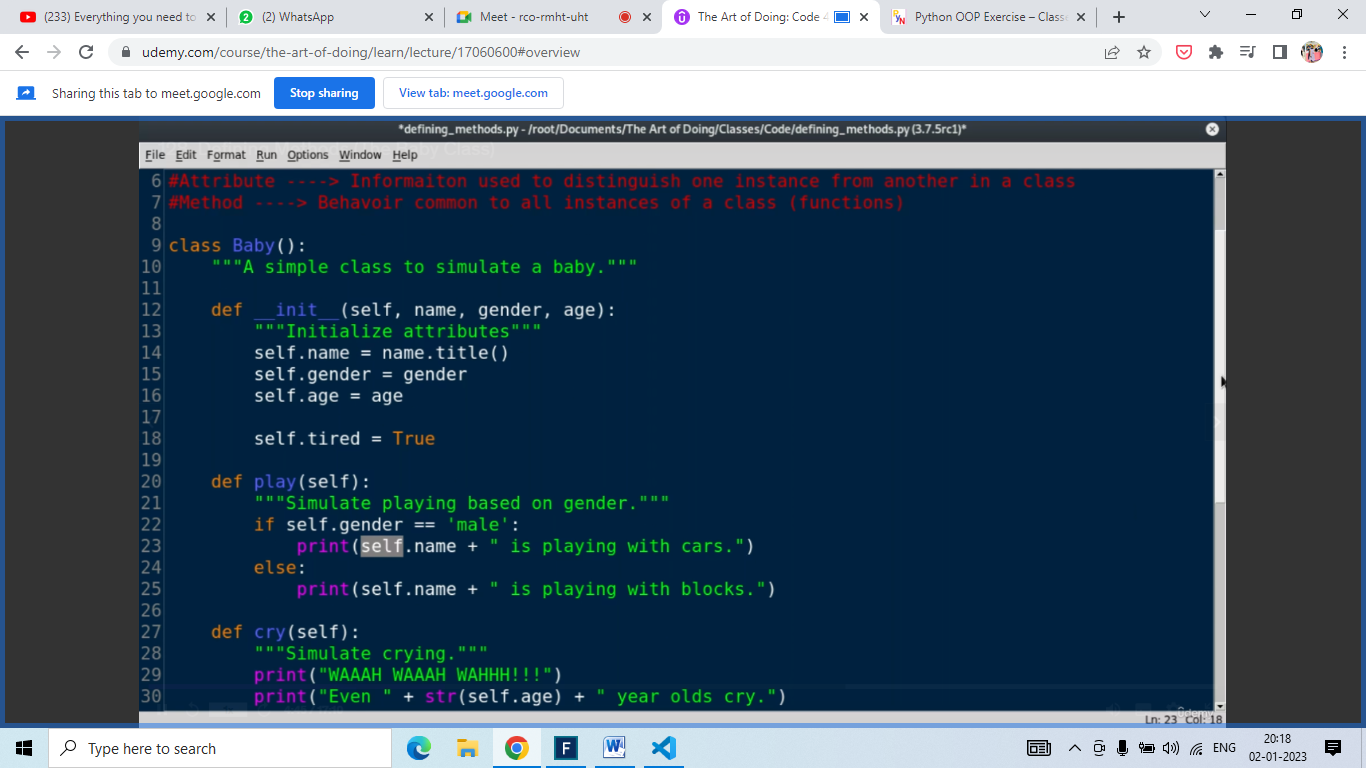 (233) Everything you need to
2
(2) WhatsApp
Meet - rco-rmht-uht
The Art of Doing: Code
Python OOP Exercise – Class
udemy.com/course/the-art-of-doing/learn/lecture/17060600#overview
Sharing this tab to meet.google.com
Stop sharing
View tab: meet.google.com
*defining_methods.py - /root/Documents/The Art of Doing/Classes/Code/defining_methods.py (3.7.5rc1)*
File Edit Format Run Options Window Help
6 #Attribute ----> Informaiton used to distinguish one instance from another in a class
7 #Method ----> Behavoir common to all instances of a class (functions)
8
9 class Baby():
10     """A simple class to simulate a baby."""
11
12     def __init__(self, name, gender, age):
13         """Initialize attributes"""
14         self.name = name.title()
15         self.gender = gender
16         self.age = age
17
18         self.tired = True
19
20     def play(self):
21         """Simulate playing based on gender."""
22         if self.gender == 'male':
23             print(self.name + " is playing with cars.")
24         else:
25             print(self.name + " is playing with blocks.")
26
27     def cry(self):
28         """Simulate crying."""
29         print("WAAAH WAAAH WAHHH!!!")
30         print("Even " + str(self.age) + " year olds cry.")
Udemy
Ln: 23 Col: 18
Type here to search
F
W
ENG
20:18
02-01-2023